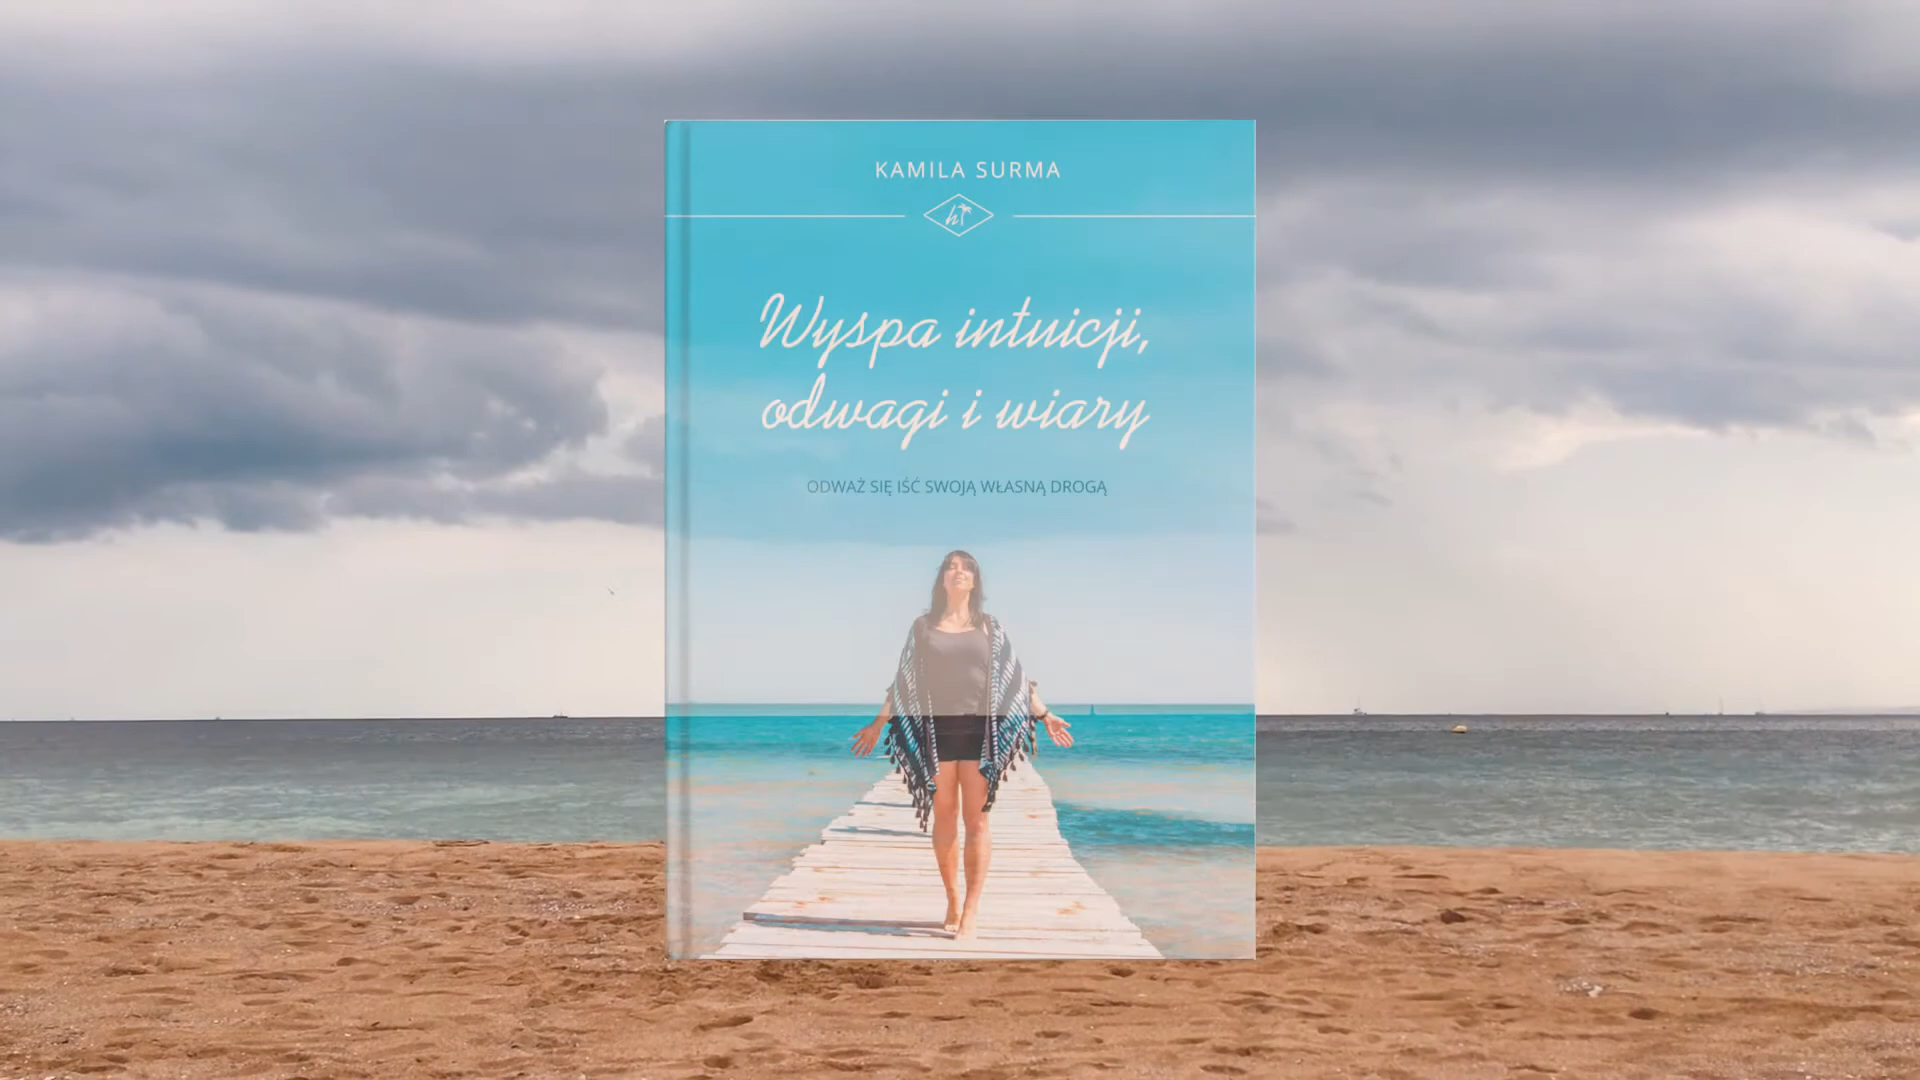 KAMILA SURMA
Wyspa intuicji,
odwagi i wiary
ODWAŻ SIĘ IŚĆ SWOJĄ WŁASNĄ DROGĄ